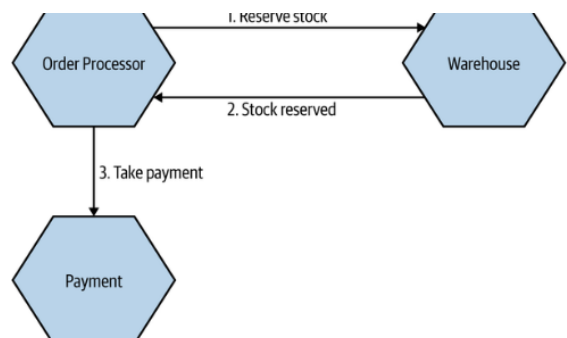 1. Reserve stock
Order Processor
Warehouse
2. Stock reserved
3. Take payment
Payment